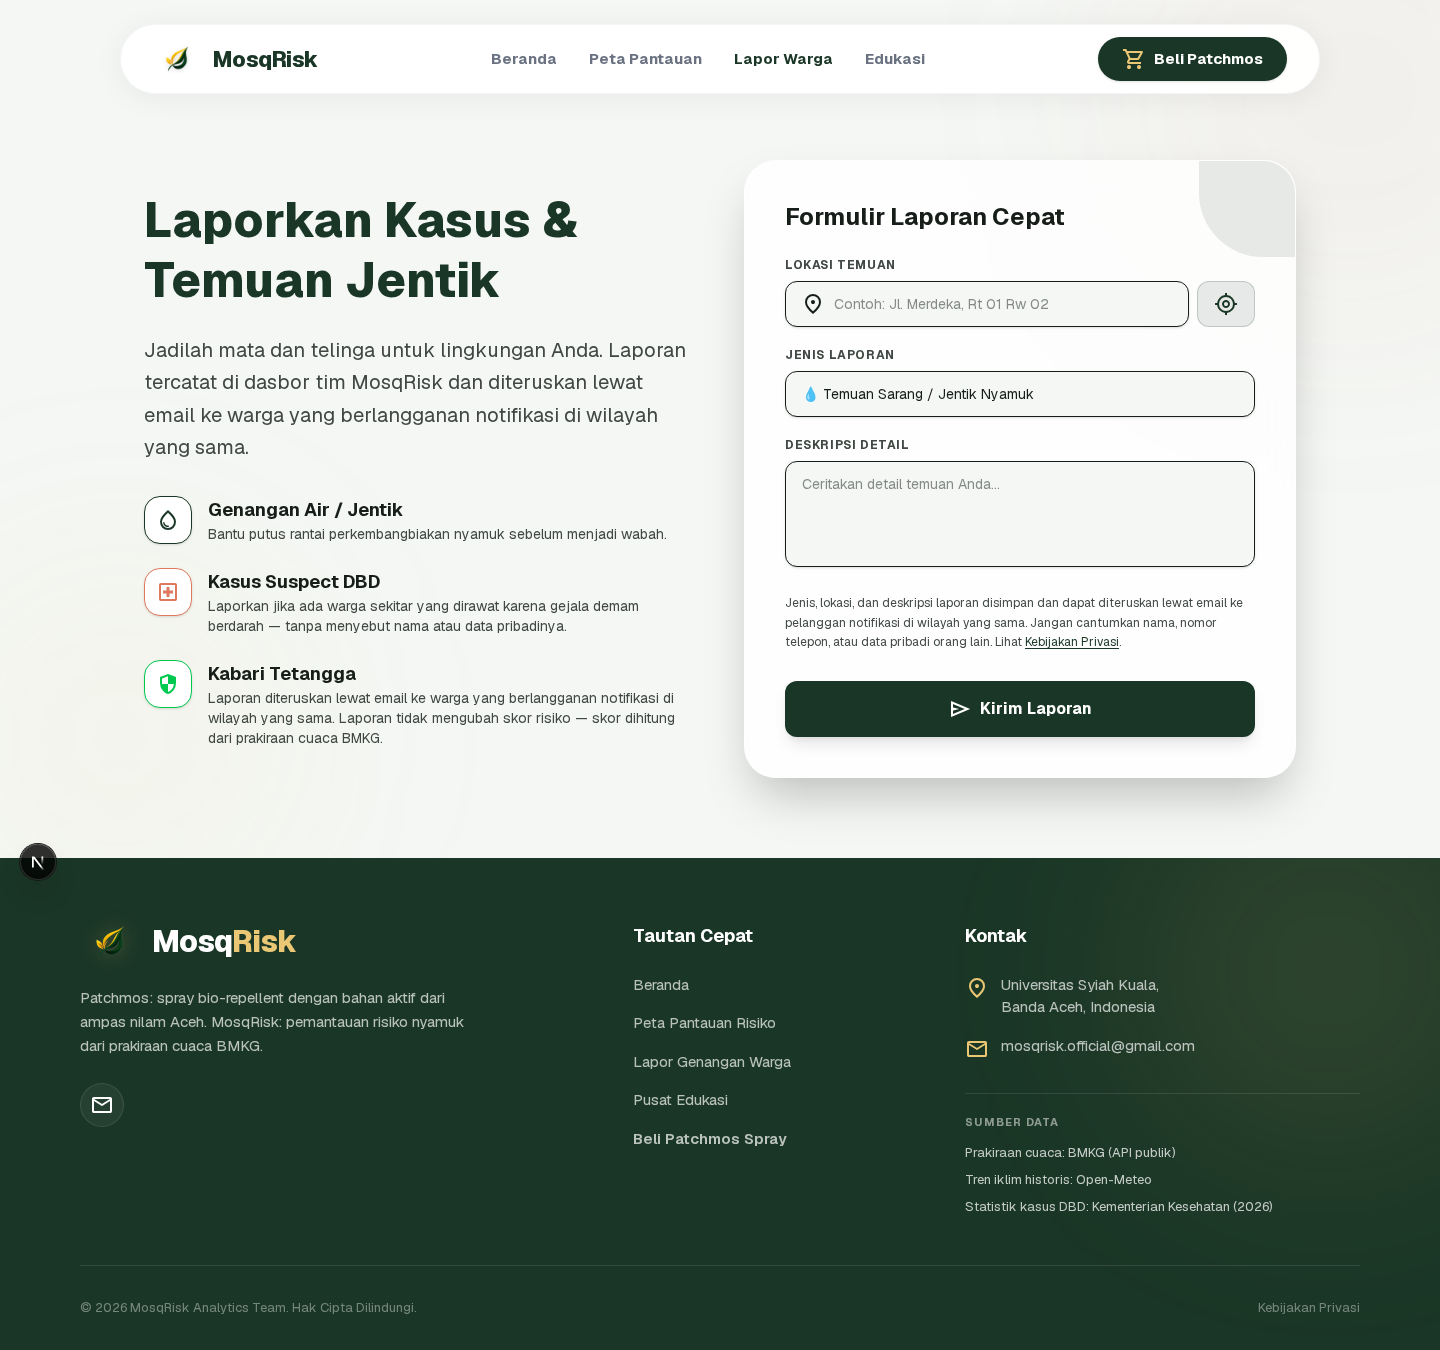 MosqRisk
Beranda
Peta Pantauan
Lapor Warga
Edukasi
Beli Patchmos
Laporkan Kasus &
Temuan Jentik
Jadilah mata dan telinga untuk lingkungan Anda. Laporan
tercatat di dasbor tim MosqRisk dan diteruskan lewat
email ke warga yang berlangganan notifikasi di wilayah
yang sama.
Genangan Air / Jentik
Bantu putus rantai perkembangbiakan nyamuk sebelum menjadi wabah.
Kasus Suspect DBD
Laporkan jika ada warga sekitar yang dirawat karena gejala demam
berdarah — tanpa menyebut nama atau data pribadinya.
Kabari Tetangga
Laporan diteruskan lewat email ke warga yang berlangganan notifikasi di
wilayah yang sama. Laporan tidak mengubah skor risiko — skor dihitung
dari prakiraan cuaca BMKG.
Formulir Laporan Cepat
LOKASI TEMUAN
Contoh: Jl. Merdeka, Rt 01 Rw 02
JENIS LAPORAN
💧 Temuan Sarang / Jentik Nyamuk
DESKRIPSI DETAIL
Ceritakan detail temuan Anda...
Jenis, lokasi, dan deskripsi laporan disimpan dan dapat diteruskan lewat email ke
pelanggan notifikasi di wilayah yang sama. Jangan cantumkan nama, nomor
telepon, atau data pribadi orang lain. Lihat Kebijakan Privasi.
Kirim Laporan
N
MosqRisk
Patchmos: spray bio-repellent dengan bahan aktif dari
ampas nilam Aceh. MosqRisk: pemantauan risiko nyamuk
dari prakiraan cuaca BMKG.
Tautan Cepat
Beranda
Peta Pantauan Risiko
Lapor Genangan Warga
Pusat Edukasi
Beli Patchmos Spray
Kontak
Universitas Syiah Kuala,
Banda Aceh, Indonesia
mosqrisk.official@gmail.com
SUMBER DATA
Prakiraan cuaca: BMKG (API publik)
Tren iklim historis: Open-Meteo
Statistik kasus DBD: Kementerian Kesehatan (2026)
© 2026 MosqRisk Analytics Team. Hak Cipta Dilindungi.
Kebijakan Privasi